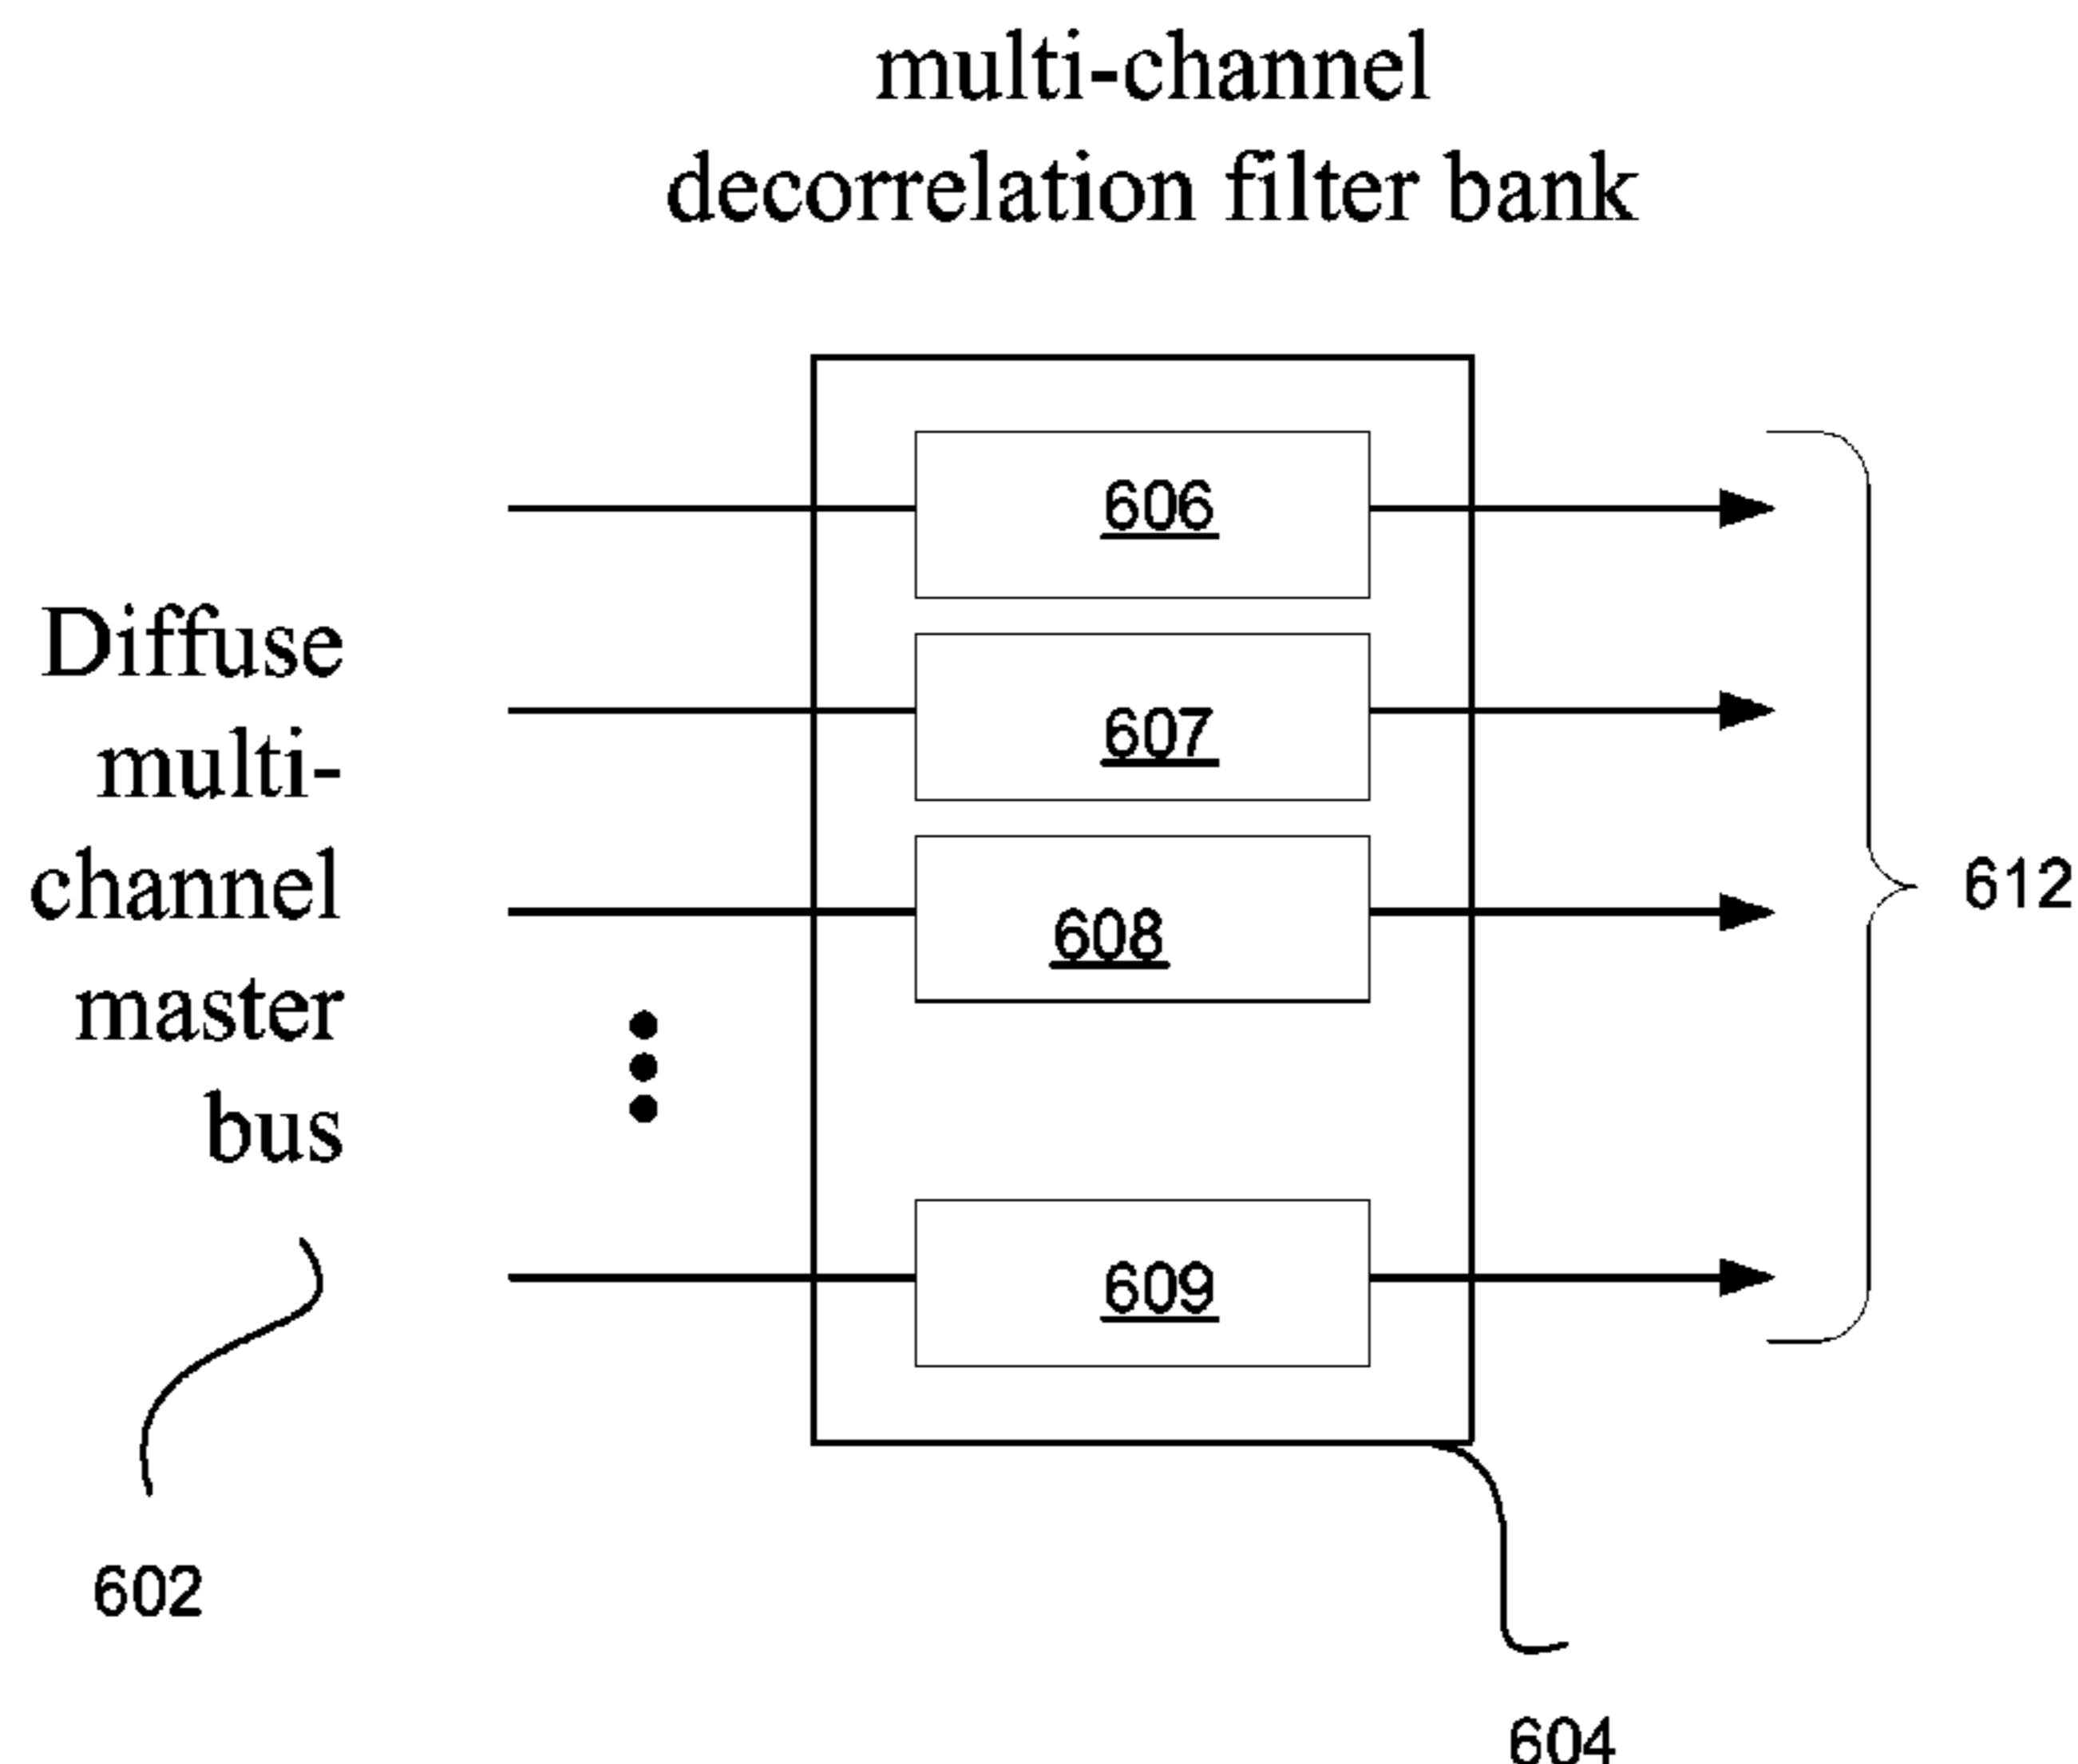 multi-channel
decorrelation filter bank
606
607
608
609
Diffuse
multi-
channel
master
bus
612
602
604